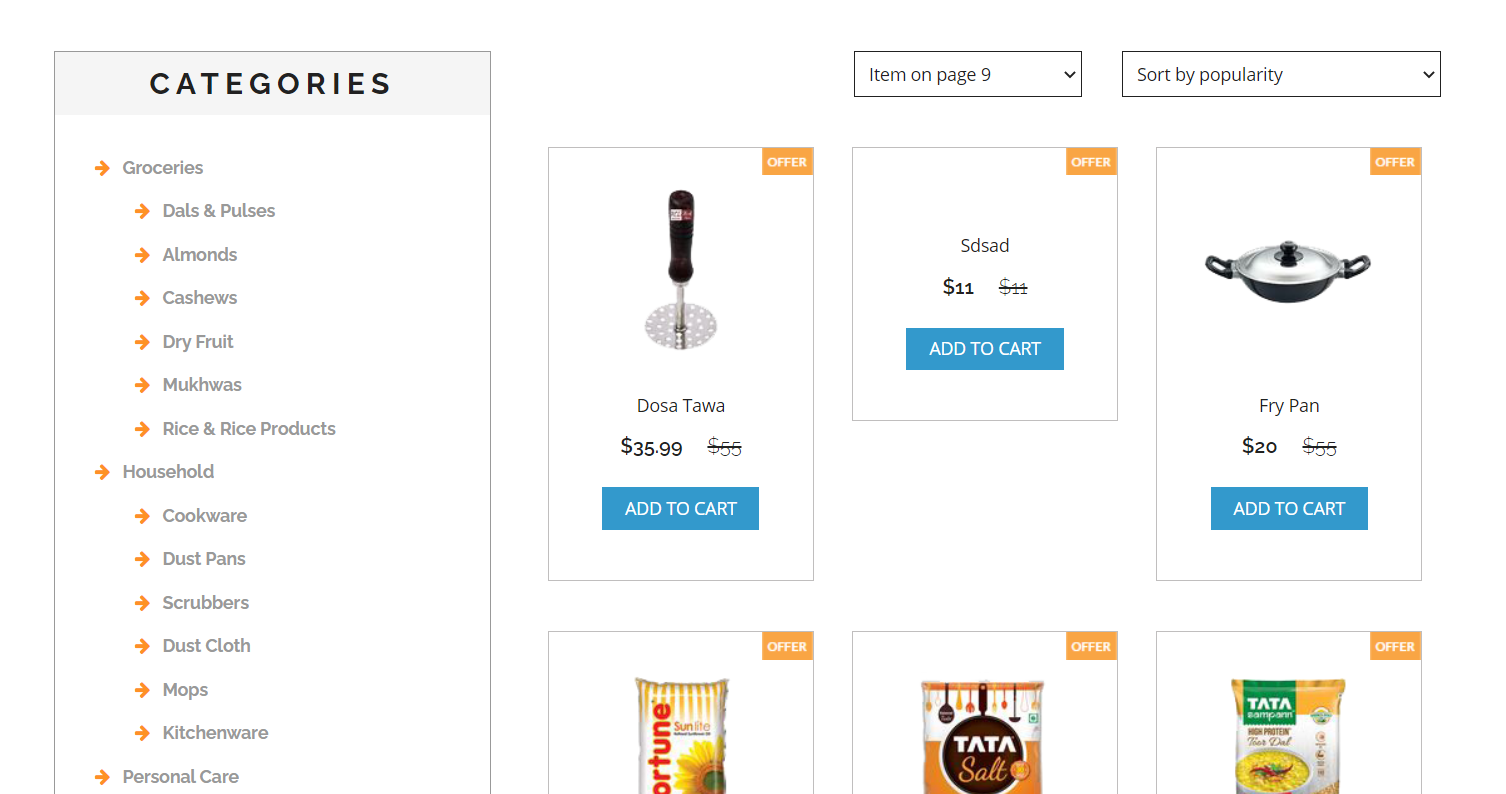 CATEGORIES
Item on page 9
Sort by popularity
Groceries
Dals & Pulses
Almonds
Cashews
Dry Fruit
Mukhwas
Rice & Rice Products
Household
Cookware
Dust Pans
Scrubbers
Dust Cloth
Mops
Kitchenware
Personal Care
OFFER
Dosa Tawa
$35.99 $55
ADD TO CART
OFFER
Sdsad
$11 $11
ADD TO CART
OFFER
Fry Pan
$20 $55
ADD TO CART
OFFER
ortune
Sunlite
OFFER
TATA
Salt
OFFER
TATA
sampann
HIGH PROTEIN
Toor Dal